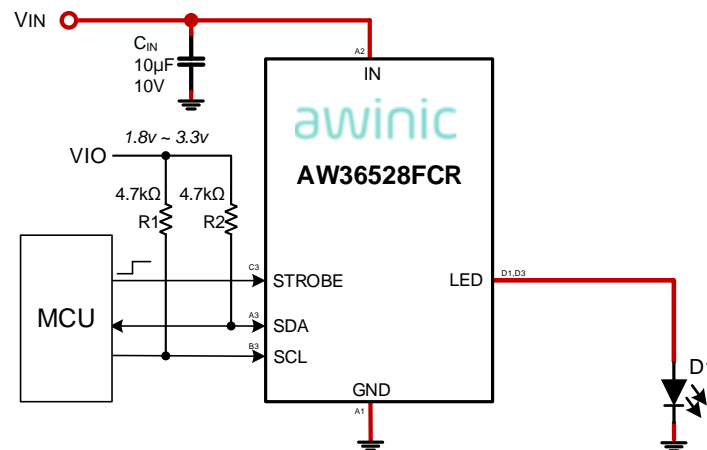 VIN
CIN
10µF
10V
A2
IN
awinic
AW36528FCR
1.8v ~ 3.3v
VIO
4.7kΩ
4.7kΩ
R1
R2
MCU
C3
STROBE
A3
SDA
B3
SCL
LED
D1,D3
GND
A1